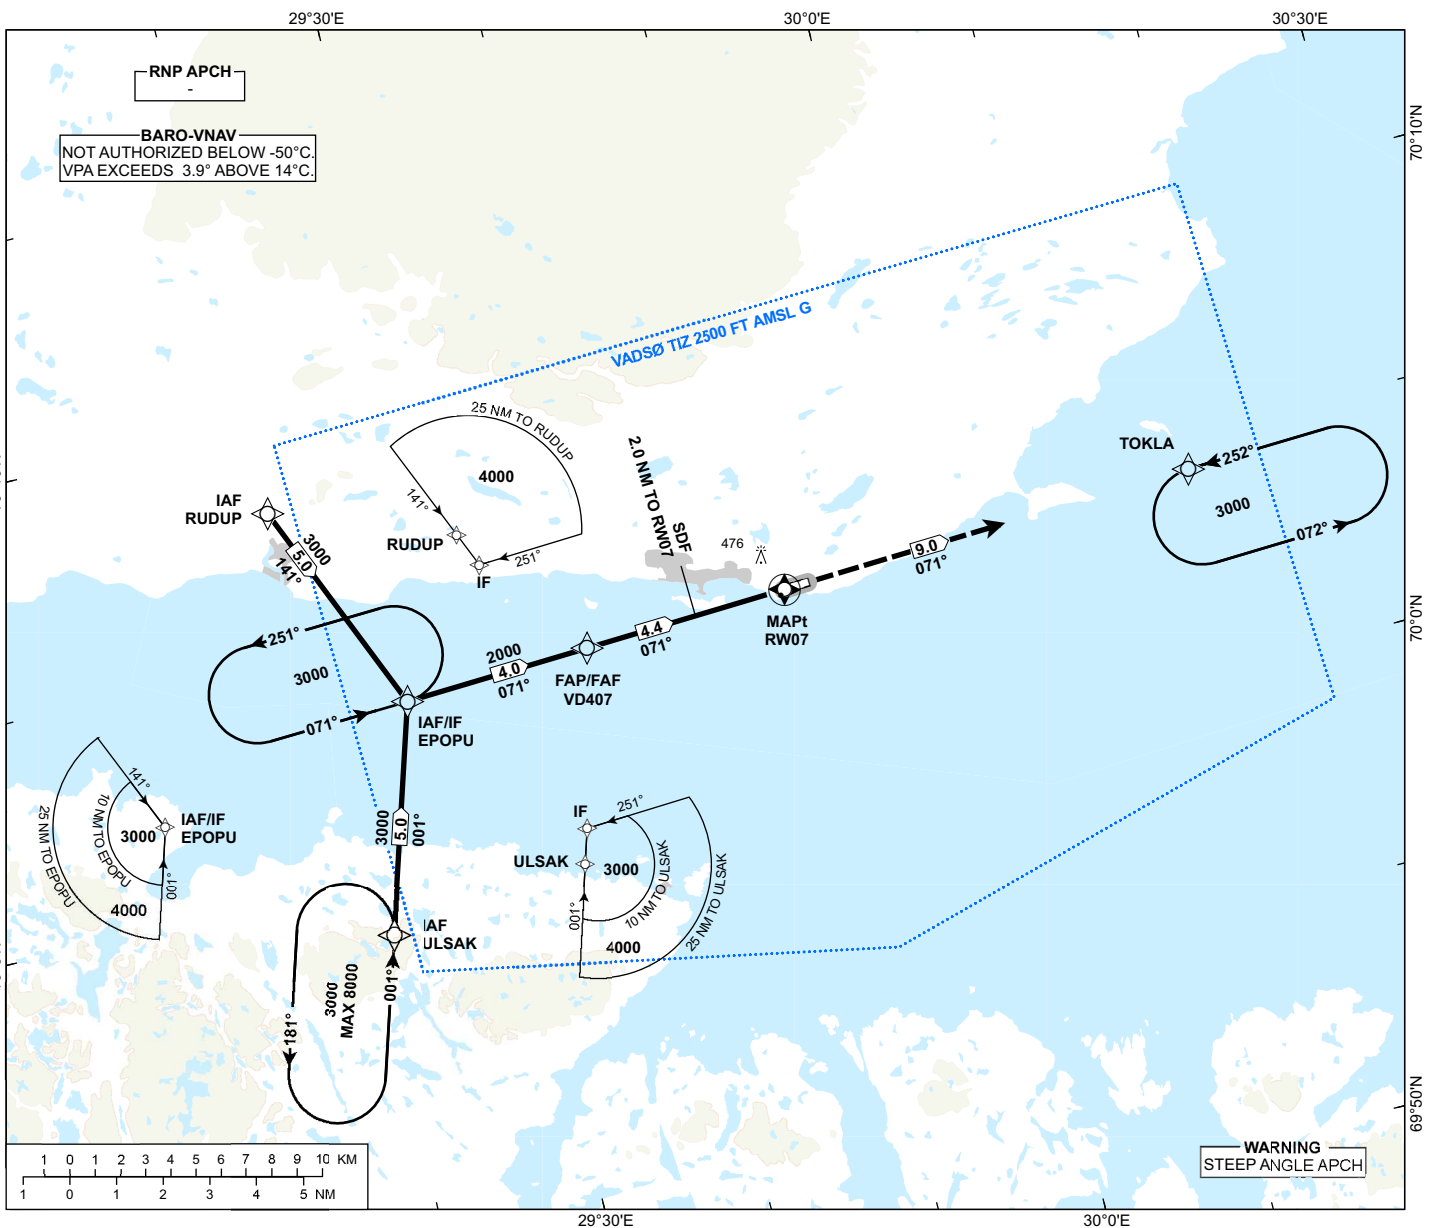 29°30'E
30°0'E
30°30'E
RNP APCH
-
BARO-VNAV
NOT AUTHORIZED BELOW -50°C.
VPA EXCEEDS 3.9° ABOVE 14°C.
70°10'N
VADSØ TIZ 2500 FT AMSL G
25 NM TO RUDUP
4000
141°
RUDUP
251°
IF
2.0 NM TO RW07
SDF
476
TOKLA
252°
3000
072°
IAF
RUDUP
3000
5.0
141°
9.0
071°
MAPt
RW07
70°0'N
251°
3000
071°
2000
4.0
071°
4.4
071°
FAP/FAF
VD407
IAF/IF
EPOPU
141°
25 NM TO EPOPU
10 NM TO EPOPU
3000
IAF/IF
EPOPU
001°
4000
3000
5.0
001°
IF
251°
ULSAK
3000
10 NM TO ULSAK
25 NM TO ULSAK
001°
4000
IAF
ULSAK
3000
MAX 8000
181°
001°
69°50'N
WARNING
STEEP ANGLE APCH
1 0 1 2 3 4 5 6 7 8 9 10 KM
1 0 1 2 3 4 5 NM
29°30'E
30°0'E